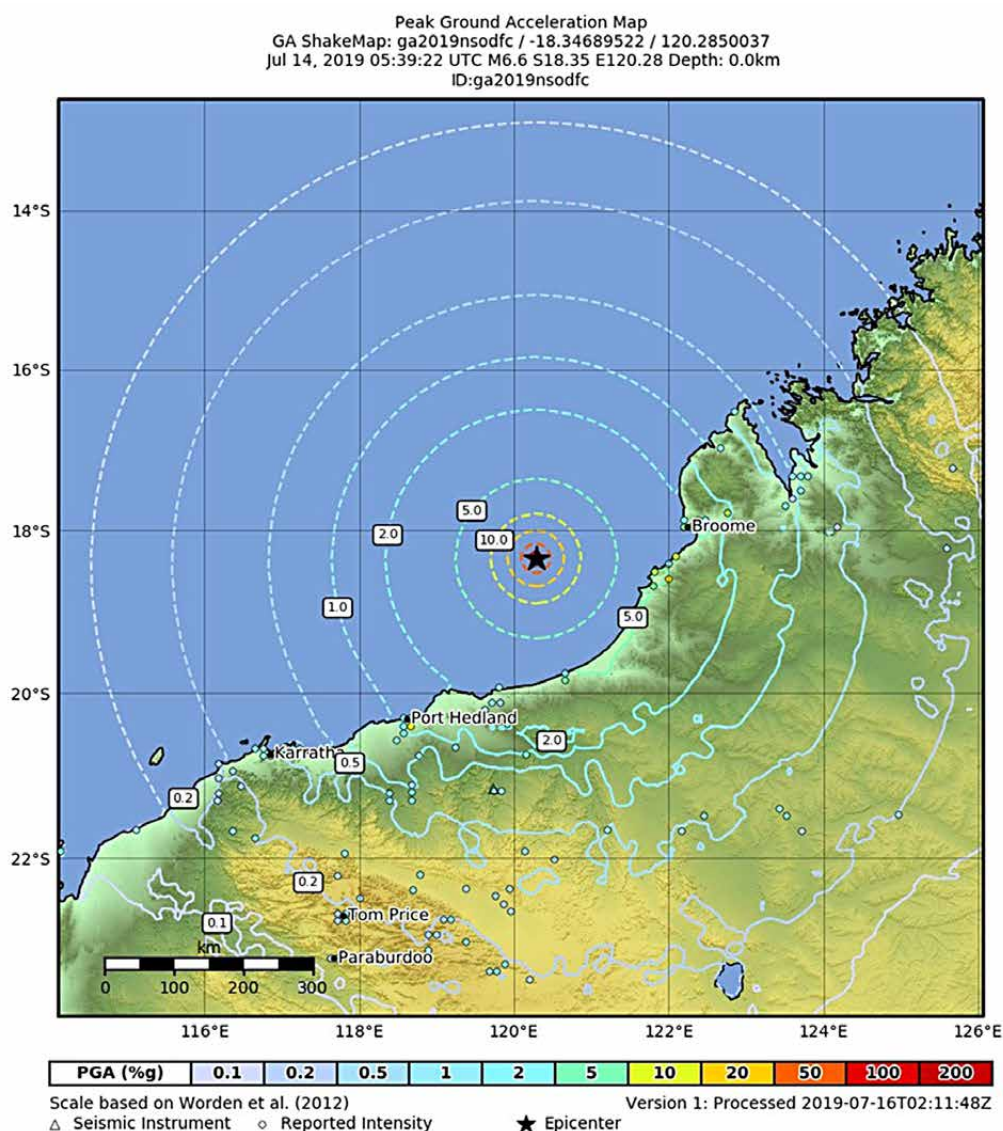 Peak Ground Acceleration Map
GA ShakeMap: ga2019nsodfc / -18.34689522 / 120.2850037
Jul 14, 2019 05:39:22 UTC M6.6 S18.35 E120.28 Depth: 0.0km
ID:ga2019nsodfc
14°S
16°S
5.0
2.0
10.0
18°S
Broome
1.0
5.0
20°S
Port Hedland
2.0
Karratha
0.5
0.2
22°S
0.2
0.1
Tom Price
km
Paraburdoo
0 100 200 300
116°E 118°E 120°E 122°E 124°E 126°E
PGA (%g) 0.1 0.2 0.5 1 2 5 10 20 50 100 200
Scale based on Worden et al. (2012) Version 1: Processed 2019-07-16T02:11:48Z
Seismic Instrument Reported Intensity Epicenter